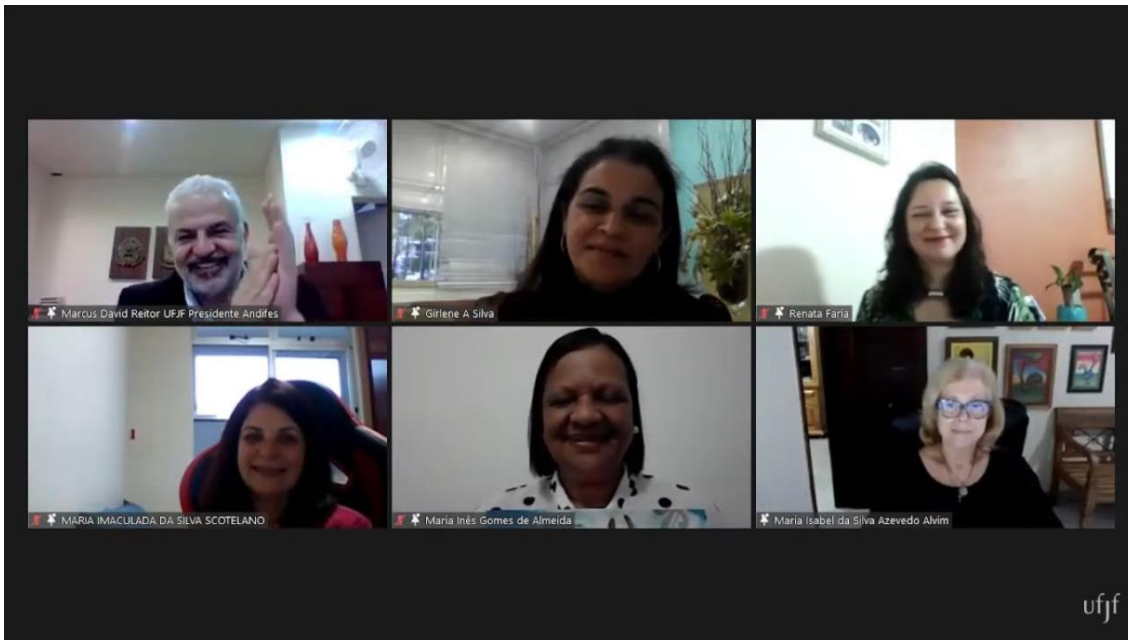 Marcus David Reitor UFJF Presidente Andifes
Girlene A Silva
Renata Faria
MARIA IMACULADA DA SILVA SCOTELANO
Maria Inês Gomes de Almeida
Maria Isabel da Silva Azevedo Alvim
ufjf